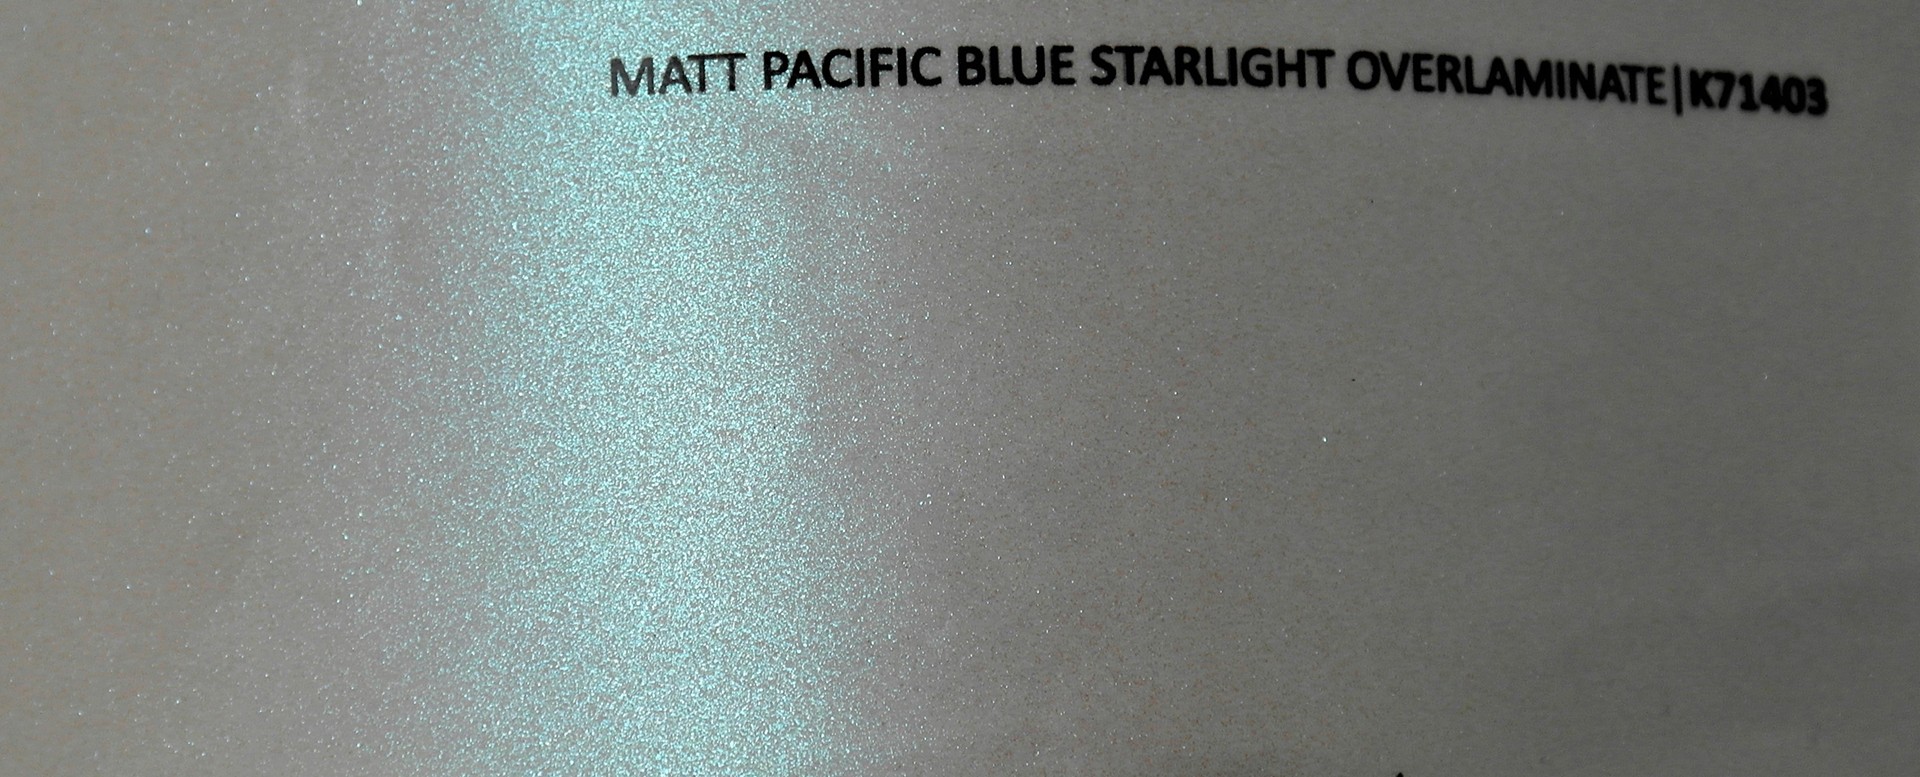 MATT PACIFIC BLUE STARLIGHT OVERLAMINATE|K71403